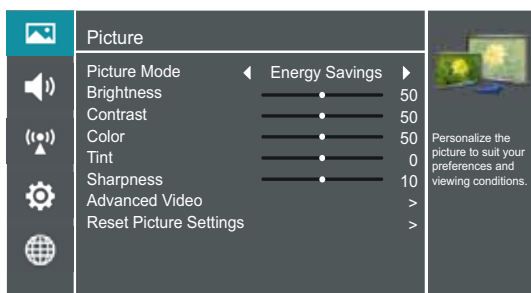 Picture
Picture Mode Energy Savings
Brightness 50
Contrast 50
Color 50
Tint 0
Sharpness 10
Advanced Video >
Reset Picture Settings >
Personalize the
picture to suit your
preferences and
viewing conditions.